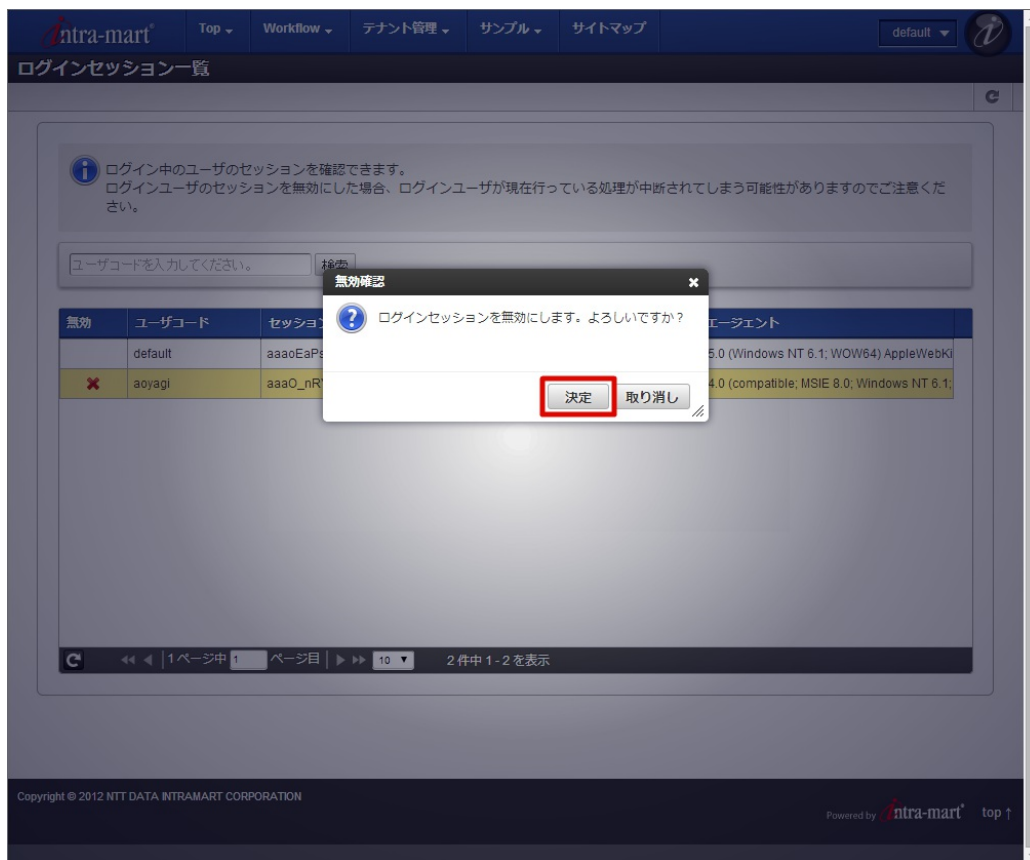 intra-mart Top Workflow テナント管理 サンプル サイトマップ default
ログインセッション一覧
ログイン中のユーザのセッションを確認できます。
ログインユーザのセッションを無効にした場合、ログインユーザが現在行っている処理が中断されてしまう可能性がありますのでご注意くだ
さい。
ユーザコードを入力してください。 検索
無効確認
ログインセッションを無効にします。よろしいですか?
決定 取り消し
無効 ユーザコード セッション エージェント
default aaaoEaPs 5.0 (Windows NT 6.1; WOW64) AppleWebKi
aoyagi aaaO_nR 4.0 (compatible; MSIE 8.0; Windows NT 6.1;
1ページ中 1 ページ目 10 2件中 1 - 2 を表示
Copyright © 2012 NTT DATA INTRAMART CORPORATION
Powered by intra-mart top ↑